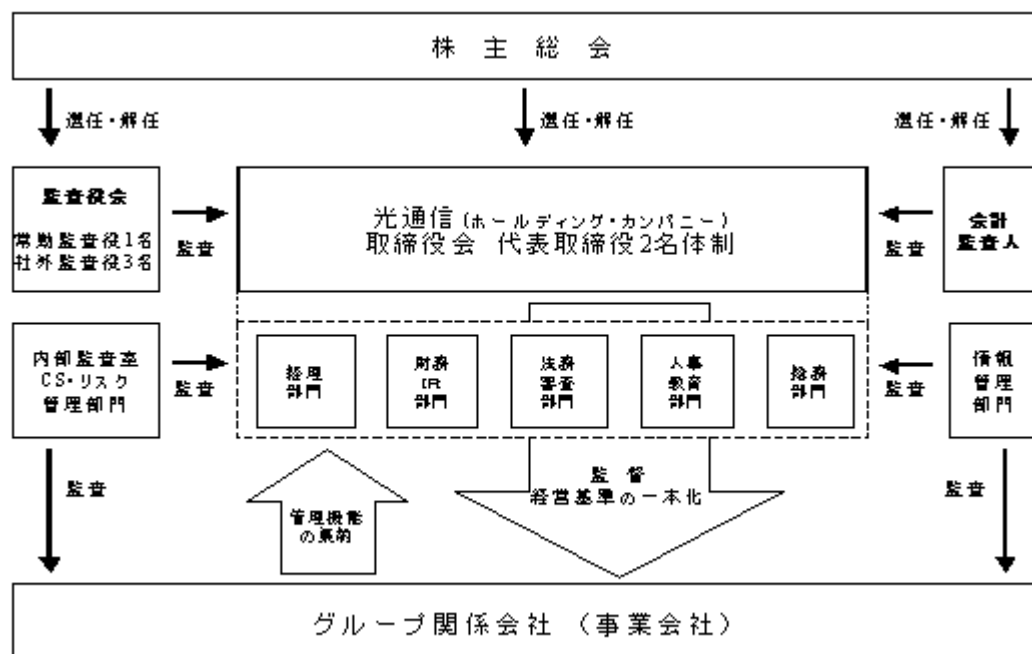 株主総会
選任・解任
選任・解任
選任・解任
監査役会
常勤監査役1名
社外監査役3名
監査
光通信(ホールディング・カンパニー)
取締役会 代表取締役2名体制
監査
会計
監査人
内部監査室
CS・リスク
管理部門
監査
経理
部門
財務
IR
部門
法務
審査
部門
人事
教育
部門
総務
部門
監査
情報
管理
部門
監査
管理機能
の集約
監督
経営基準の一本化
監査
グループ関係会社 (事業会社)